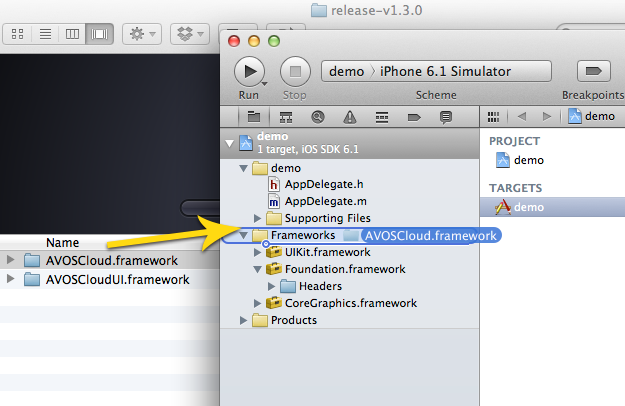 release-v1.3.0
Run
Stop
demo 〉iPhone 6.1 Simulator
Scheme
Breakpoints
demo
1 target, iOS SDK 6.1
demo
h AppDelegate.h
m AppDelegate.m
Supporting Files
Frameworks
AVOSCloud.framework
UIKit.framework
Foundation.framework
Headers
CoreGraphics.framework
Products
demo
PROJECT
demo
TARGETS
demo
Name
AVOSCloud.framework
AVOSCloudUI.framework